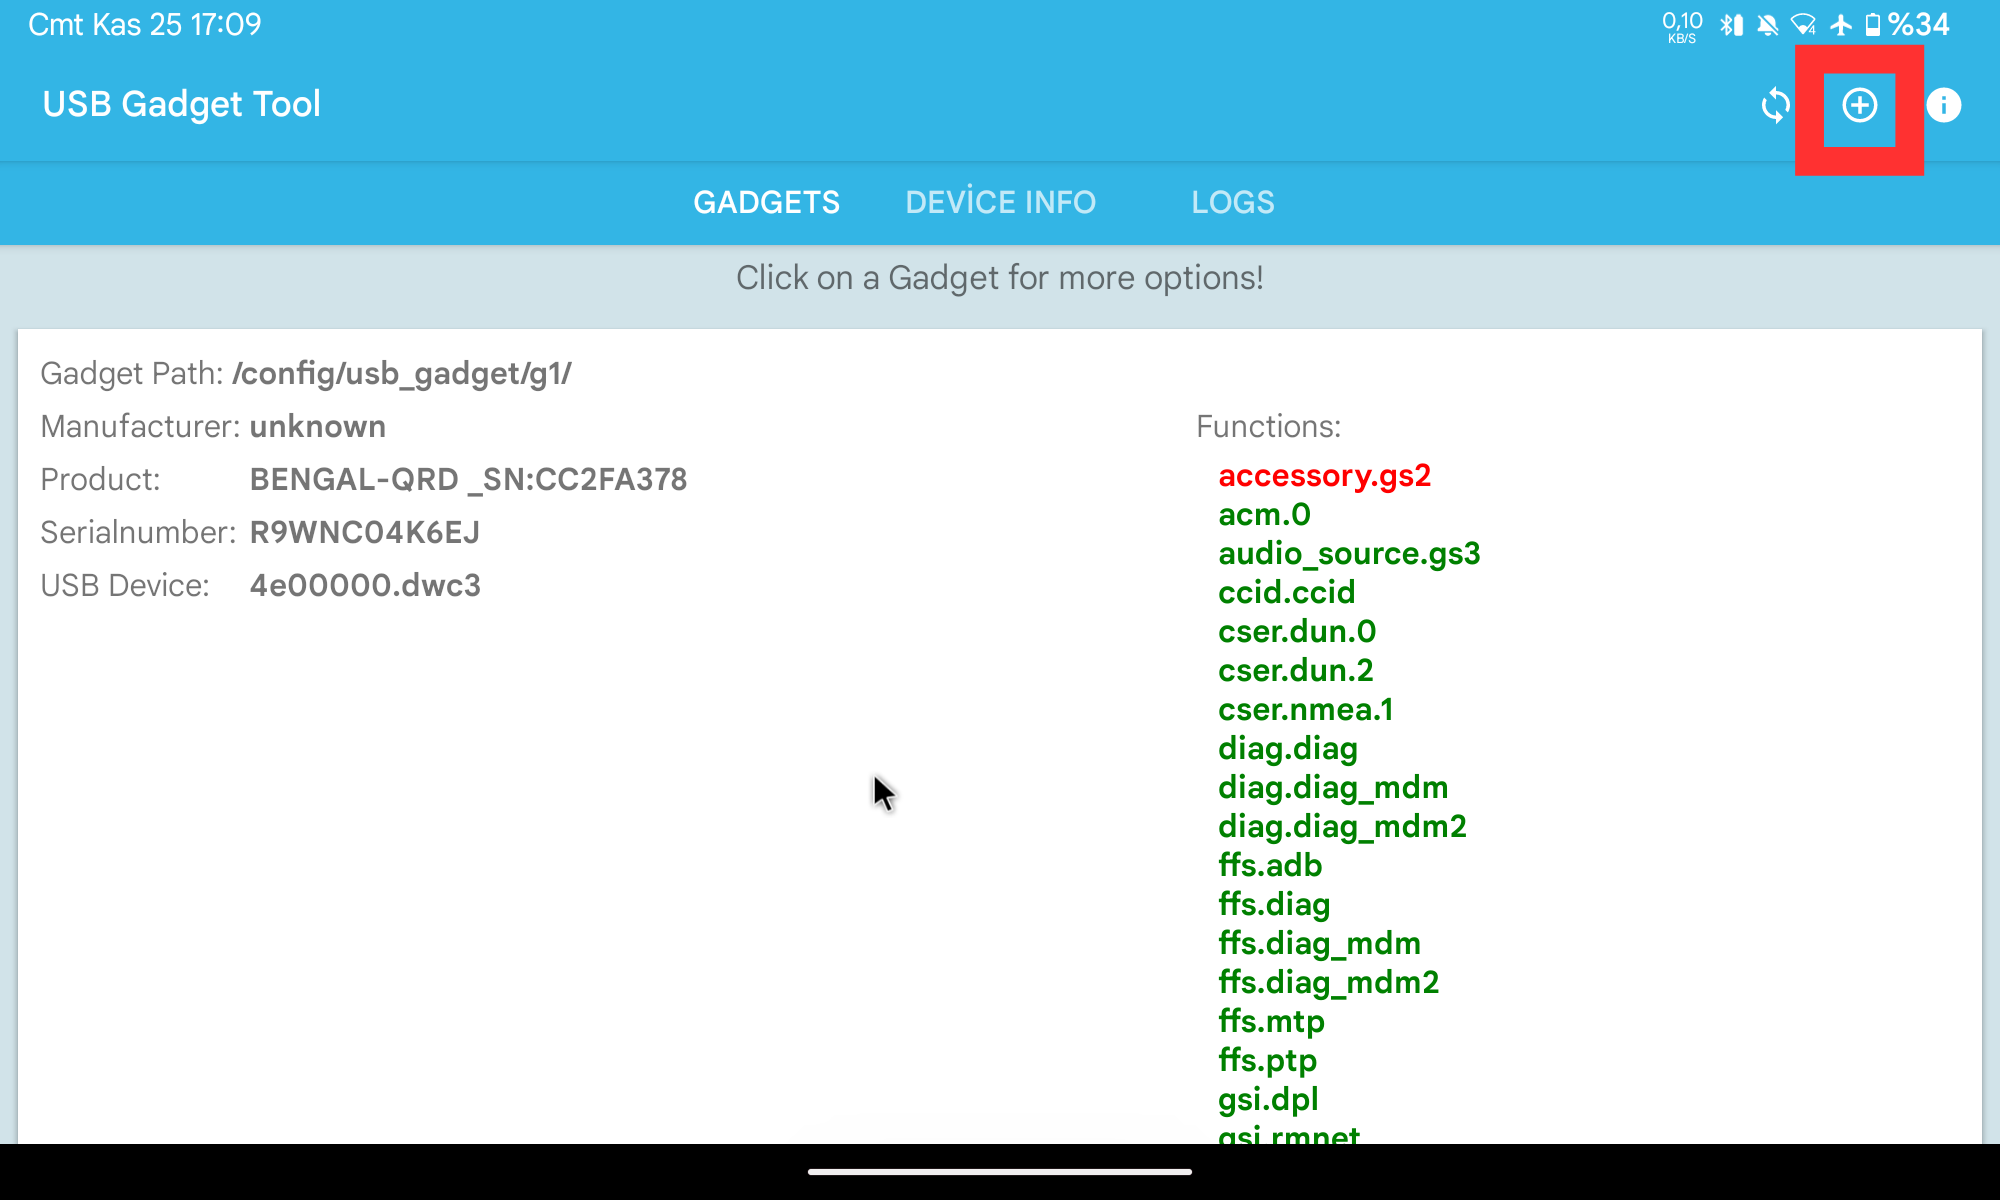 Cmt Kas 25 17:09
0,10
KB/S
%34
USB Gadget Tool
GADGETS DEVİCE INFO LOGS
Click on a Gadget for more options!
Gadget Path: /config/usb_gadget/g1/
Manufacturer: unknown
Product: BENGAL-QRD _SN:CC2FA378
Serialnumber: R9WNC04K6EJ
USB Device: 4e00000.dwc3
Functions:
accessory.gs2
acm.0
audio_source.gs3
ccid.ccid
cser.dun.0
cser.dun.2
cser.nmea.1
diag.diag
diag.diag_mdm
diag.diag_mdm2
ffs.adb
ffs.diag
ffs.diag_mdm
ffs.diag_mdm2
ffs.mtp
ffs.ptp
gsi.dpl
gsi.rmnet